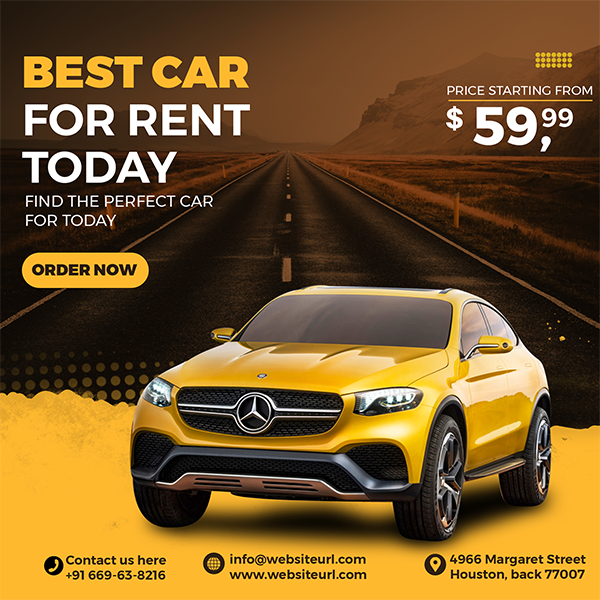 BEST CAR
FOR RENT
TODAY
FIND THE PERFECT CAR
FOR TODAY
ORDER NOW
PRICE STARTING FROM
$ 59,99
Contact us here
+91 669-63-8216
info@websiteurl.com
www.websiteurl.com
4966 Margaret Street
Houston, back 77007